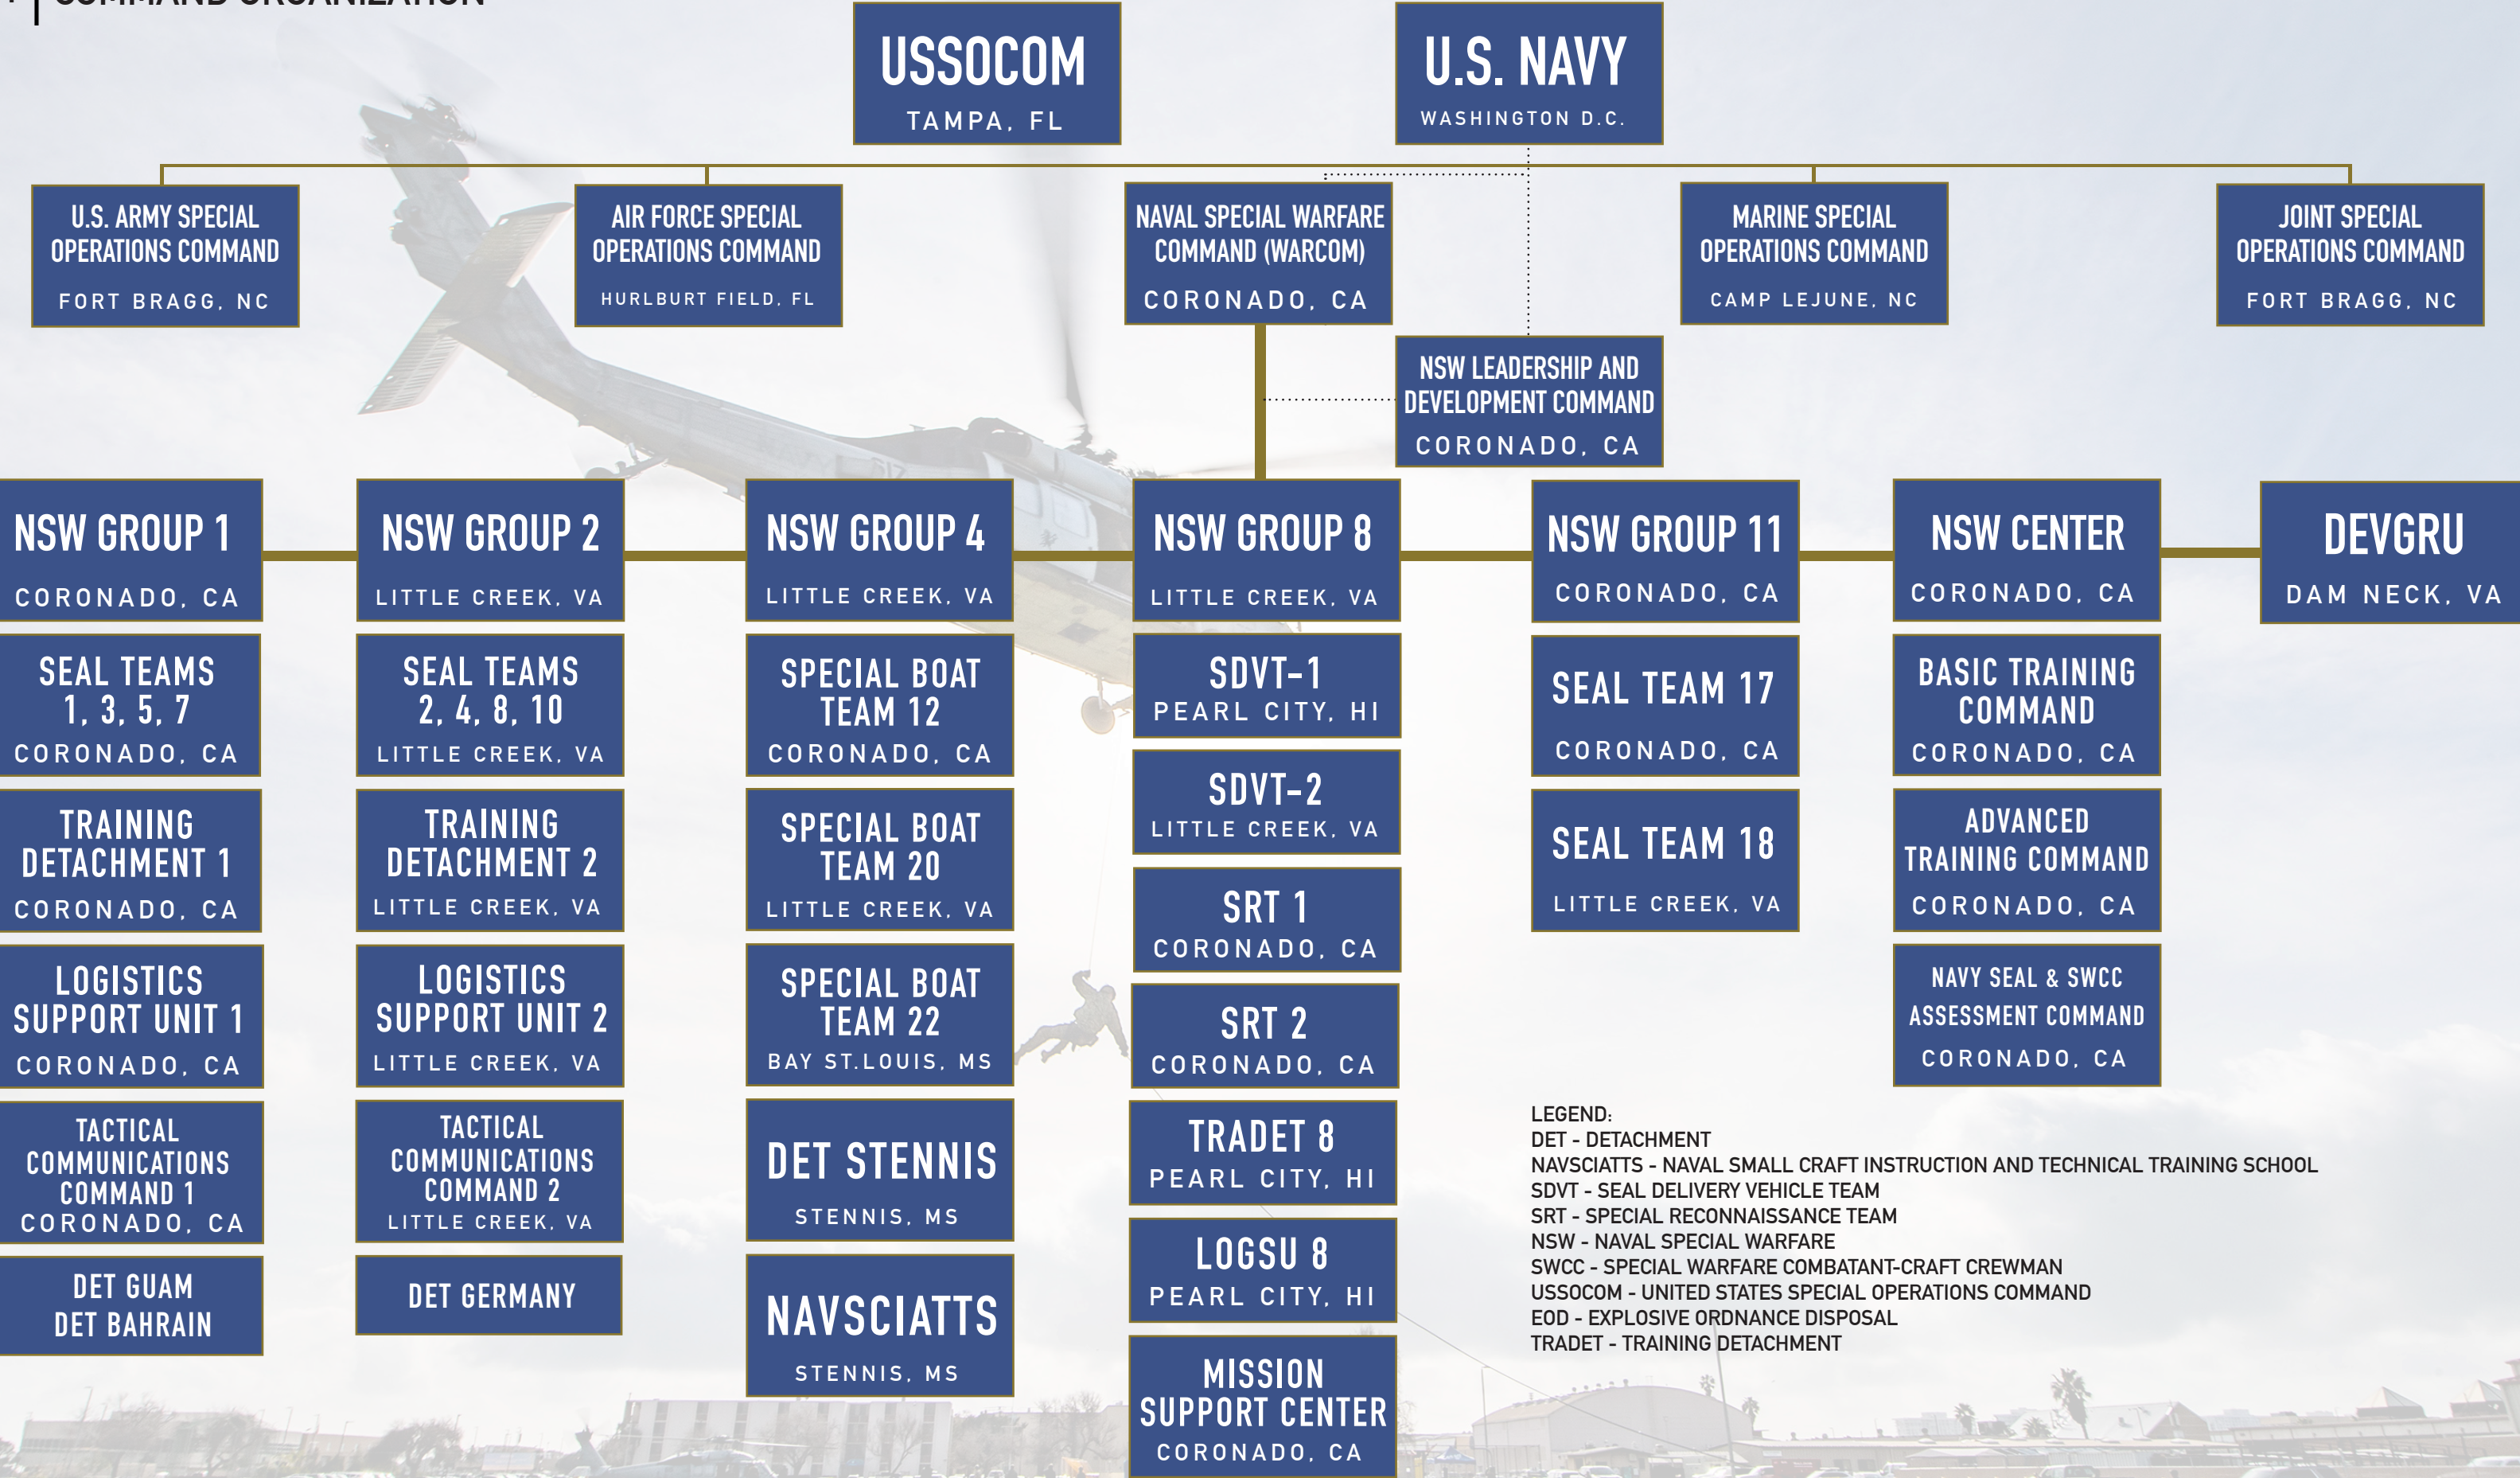 COMMAND ORGANIZATION
USSOCOM
TAMPA, FL
U.S. NAVY
WASHINGTON D.C.
U.S. ARMY SPECIAL
OPERATIONS COMMAND
FORT BRAGG, NC
AIR FORCE SPECIAL
OPERATIONS COMMAND
HURLBURT FIELD, FL
NAVAL SPECIAL WARFARE
COMMAND (WARCOM)
CORONADO, CA
MARINE SPECIAL
OPERATIONS COMMAND
CAMP LEJUNE, NC
JOINT SPECIAL
OPERATIONS COMMAND
FORT BRAGG, NC
NSW LEADERSHIP AND
DEVELOPMENT COMMAND
CORONADO, CA
NSW GROUP 1
CORONADO, CA
SEAL TEAMS
1, 3, 5, 7
CORONADO, CA
TRAINING
DETACHMENT 1
CORONADO, CA
LOGISTICS
SUPPORT UNIT 1
CORONADO, CA
TACTICAL
COMMUNICATIONS
COMMAND 1
CORONADO, CA
DET GUAM
DET BAHRAIN
NSW GROUP 2
LITTLE CREEK, VA
SEAL TEAMS
2, 4, 8, 10
LITTLE CREEK, VA
TRAINING
DETACHMENT 2
LITTLE CREEK, VA
LOGISTICS
SUPPORT UNIT 2
LITTLE CREEK, VA
TACTICAL
COMMUNICATIONS
COMMAND 2
LITTLE CREEK, VA
DET GERMANY
NSW GROUP 4
LITTLE CREEK, VA
SPECIAL BOAT
TEAM 12
CORONADO, CA
SPECIAL BOAT
TEAM 20
LITTLE CREEK, VA
SPECIAL BOAT
TEAM 22
BAY ST.LOUIS, MS
DET STENNIS
STENNIS, MS
NAVSCIATTS
STENNIS, MS
NSW GROUP 8
LITTLE CREEK, VA
SDVT-1
PEARL CITY, HI
SDVT-2
LITTLE CREEK, VA
SRT 1
CORONADO, CA
SRT 2
CORONADO, CA
TRADET 8
PEARL CITY, HI
LOGSU 8
PEARL CITY, HI
MISSION
SUPPORT CENTER
CORONADO, CA
NSW GROUP 11
CORONADO, CA
SEAL TEAM 17
CORONADO, CA
SEAL TEAM 18
LITTLE CREEK, VA
NSW CENTER
CORONADO, CA
BASIC TRAINING
COMMAND
CORONADO, CA
ADVANCED
TRAINING COMMAND
CORONADO, CA
NAVY SEAL & SWCC
ASSESSMENT COMMAND
CORONADO, CA
DEVGRU
DAM NECK, VA
LEGEND:
DET - DETACHMENT
NAVSCIATTS - NAVAL SMALL CRAFT INSTRUCTION AND TECHNICAL TRAINING SCHOOL
SDVT - SEAL DELIVERY VEHICLE TEAM
SRT - SPECIAL RECONNAISSANCE TEAM
NSW - NAVAL SPECIAL WARFARE
SWCC - SPECIAL WARFARE COMBATANT-CRAFT CREWMAN
USSOCOM - UNITED STATES SPECIAL OPERATIONS COMMAND
EOD - EXPLOSIVE ORDNANCE DISPOSAL
TRADET - TRAINING DETACHMENT